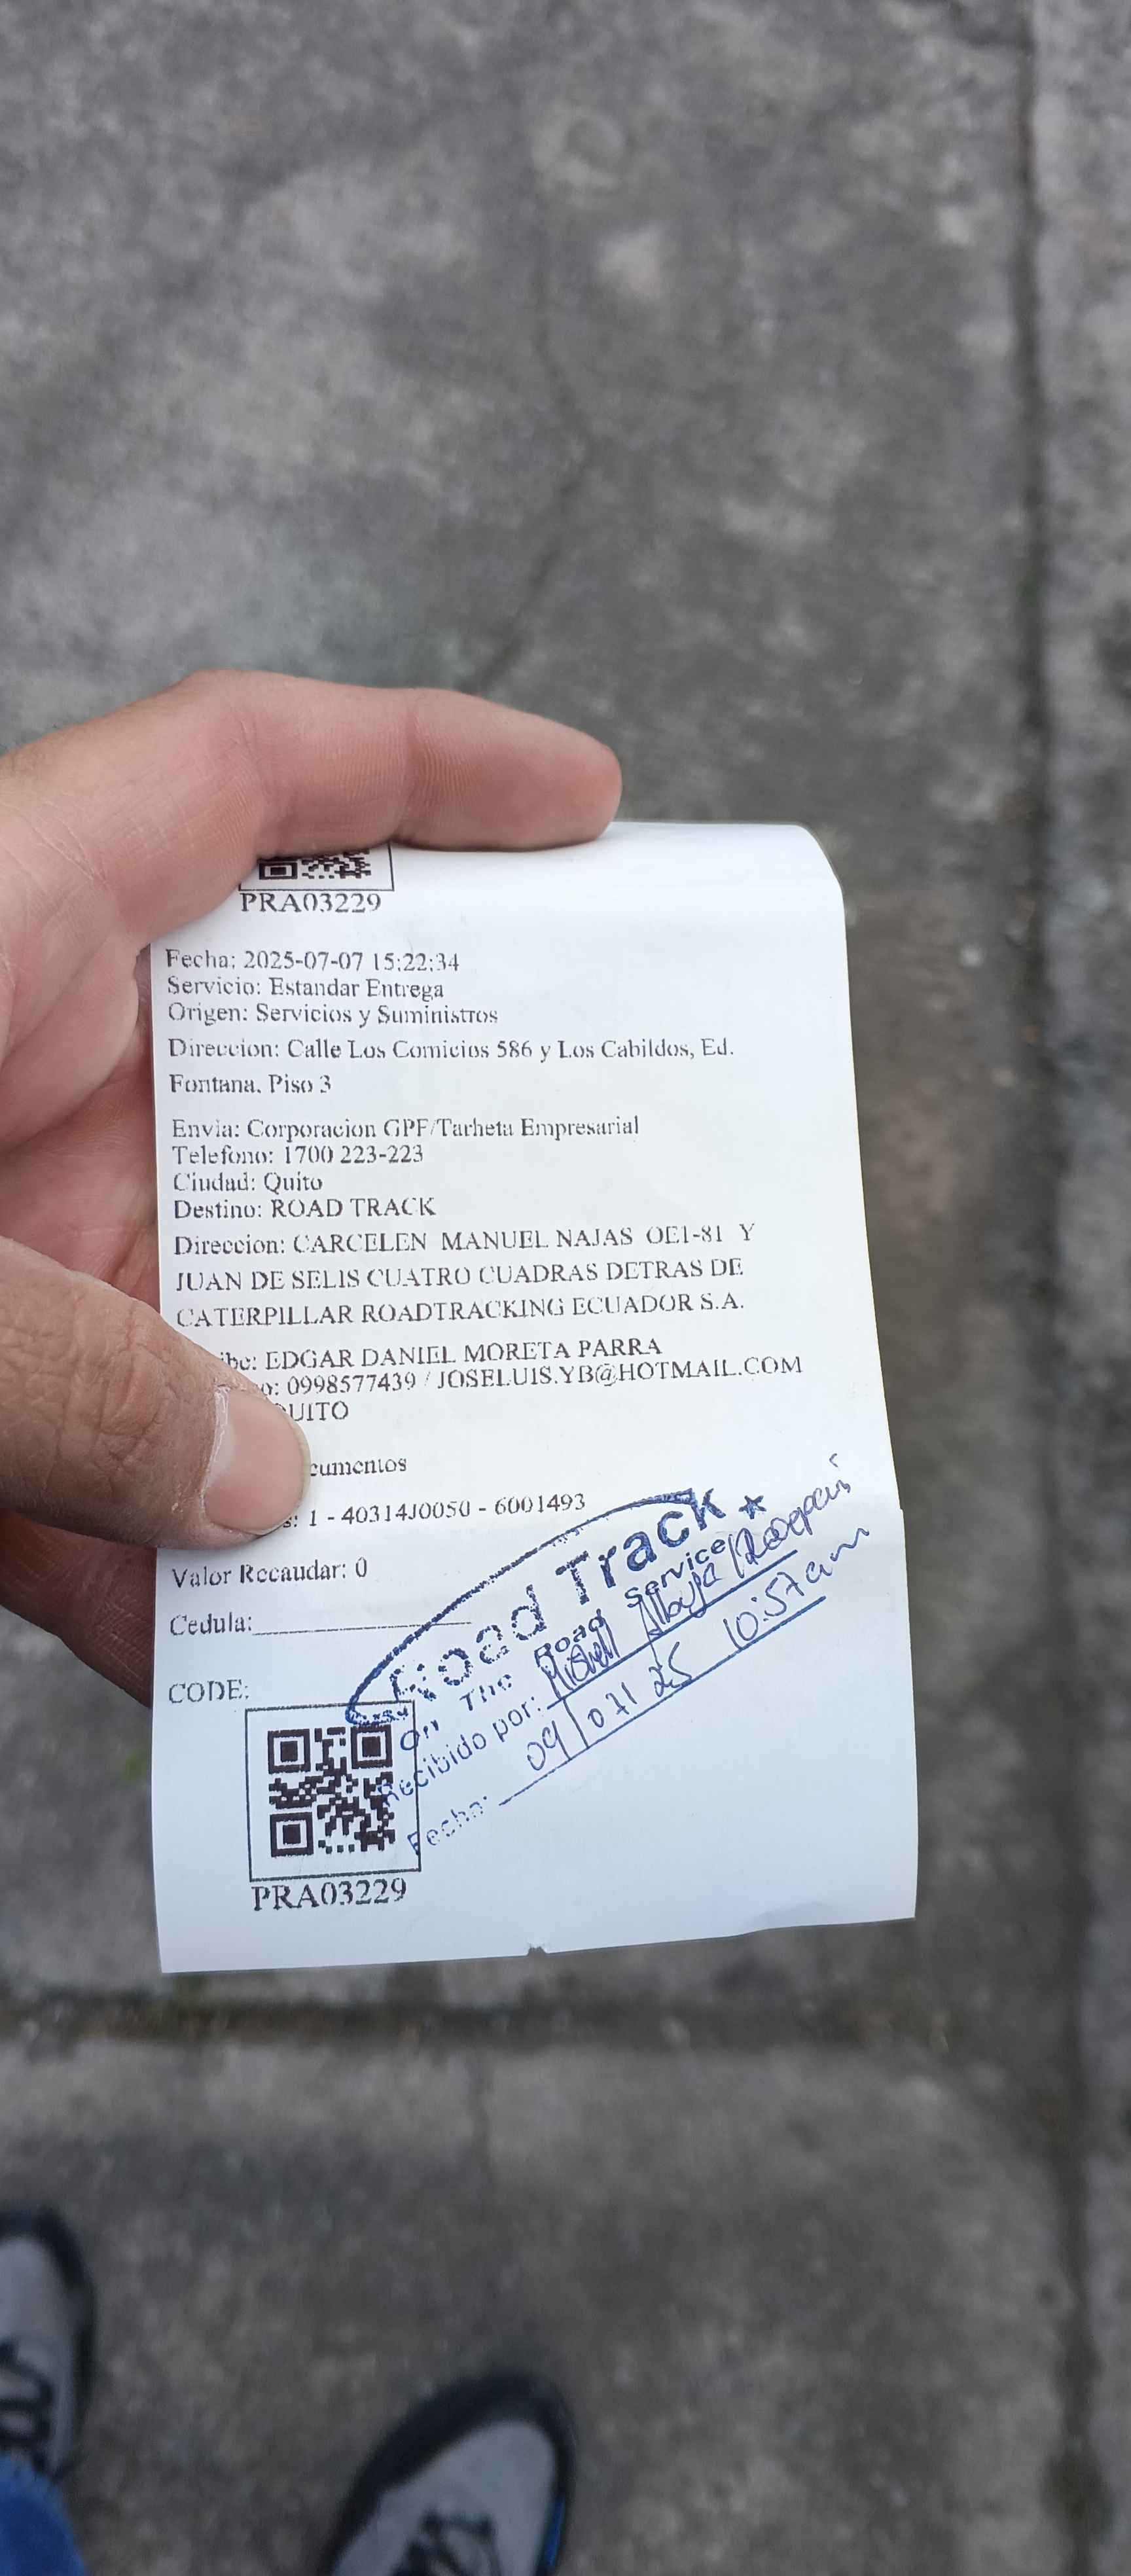 PRA03229
Fecha: 2025-07-07 15:22:34
Servicio: Estandar Entrega
Origen: Servicios y Suministros
Direccion: Calle Los Comicios 586 y Los Cabildos, Ed.
Fontana. Piso 3
Envia: Corporacion GPF/Tarheta Empresarial
Telefono: 1700 223-223
Ciudad: Quito
Destino: ROAD TRACK
Direccion: CARCELEN MANUEL NAJAS OE1-81 Y
JUAN DE SELIS CUATRO CUADRAS DETRAS DE
CATERPILLAR ROADTRACKING ECUADOR S.A.
ibe: EDGAR DANIEL MORETA PARRA
o: 0998577439 / JOSELUIS.YB@HOTMAIL.COM
QUITO
cumentos
s: 1 - 40314J0050 - 6001493
Valor Recaudar: 0
Cedula:
CODE:
Road Track
On The Road Service
Recibido por: Mishell
Fecha: 09/07/25 10:57am
PRA03229